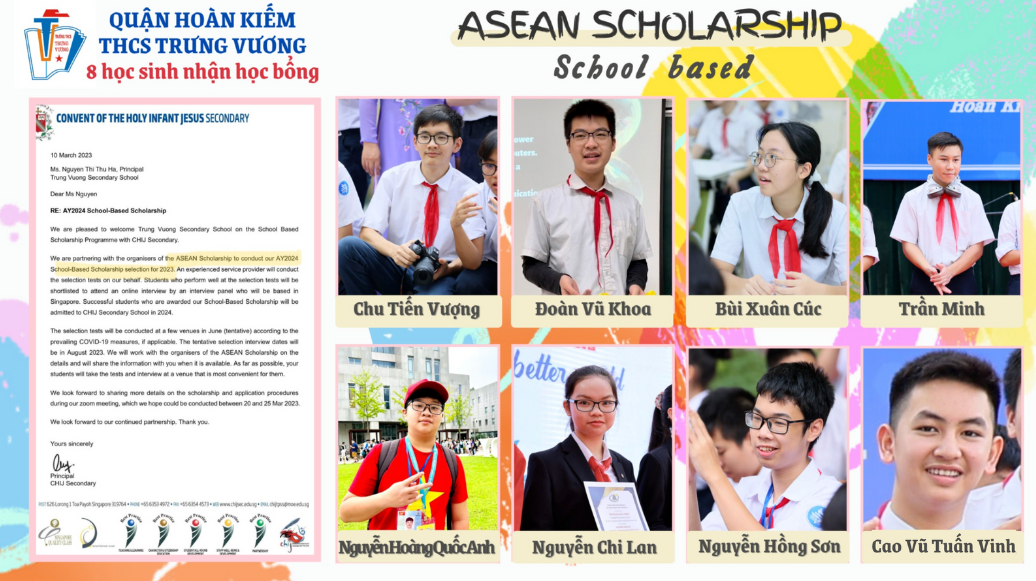 QUẬN HOÀN KIẾM
THCS TRƯNG VƯƠNG
8 học sinh nhận học bổng
ASEAN SCHOLARSHIP
School based
CONVENT OF THE HOLY INFANT JESUS SECONDARY
10 March 2023
Ms. Nguyen Thi Thu Ha, Principal
Trung Vuong Secondary School
Dear Ms Nguyen
RE: AY2024 School-Based Scholarship
We are pleased to welcome Trung Vuong Secondary School on the School Based
Scholarship Programme with CHIJ Secondary.
We are partnering with the organisers of the ASEAN Scholarship to conduct our AY2024
School-Based Scholarship selection for 2023. An experienced service provider will conduct
the selection tests on our behalf. Students who perform well at the selection tests will be
shortlisted to attend an online interview by an interview panel who will be based in
Singapore. Successful students who are awarded our School-Based Scholarship will be
admitted to CHIJ Secondary School in 2024.
The selection tests will be conducted at a few venues in June (tentative) according to the
prevailing COVID-19 measures, if applicable. The tentative selection interview dates will
be in August 2023. We will work with the organisers of the ASEAN Scholarship on the
details and will share the information with you when it is available. As far as possible, your
students will take the tests and interview at a venue that is most convenient for them.
We look forward to sharing more details on the scholarship and application procedures
during our zoom meeting, which we hope could be conducted between 20 and 25 Mar 2023.
We look forward to our continued partnership. Thank you.
Yours sincerely
Principal
CHIJ Secondary
Chu Tiến Vượng
Đoàn Vũ Khoa
Bùi Xuân Cúc
Hoàn K
Trần Minh
Nguyễn Hoàng Quốc Anh
better
Nguyễn Chi Lan
Nguyễn Hồng Sơn
Cao Vũ Tuấn Vinh